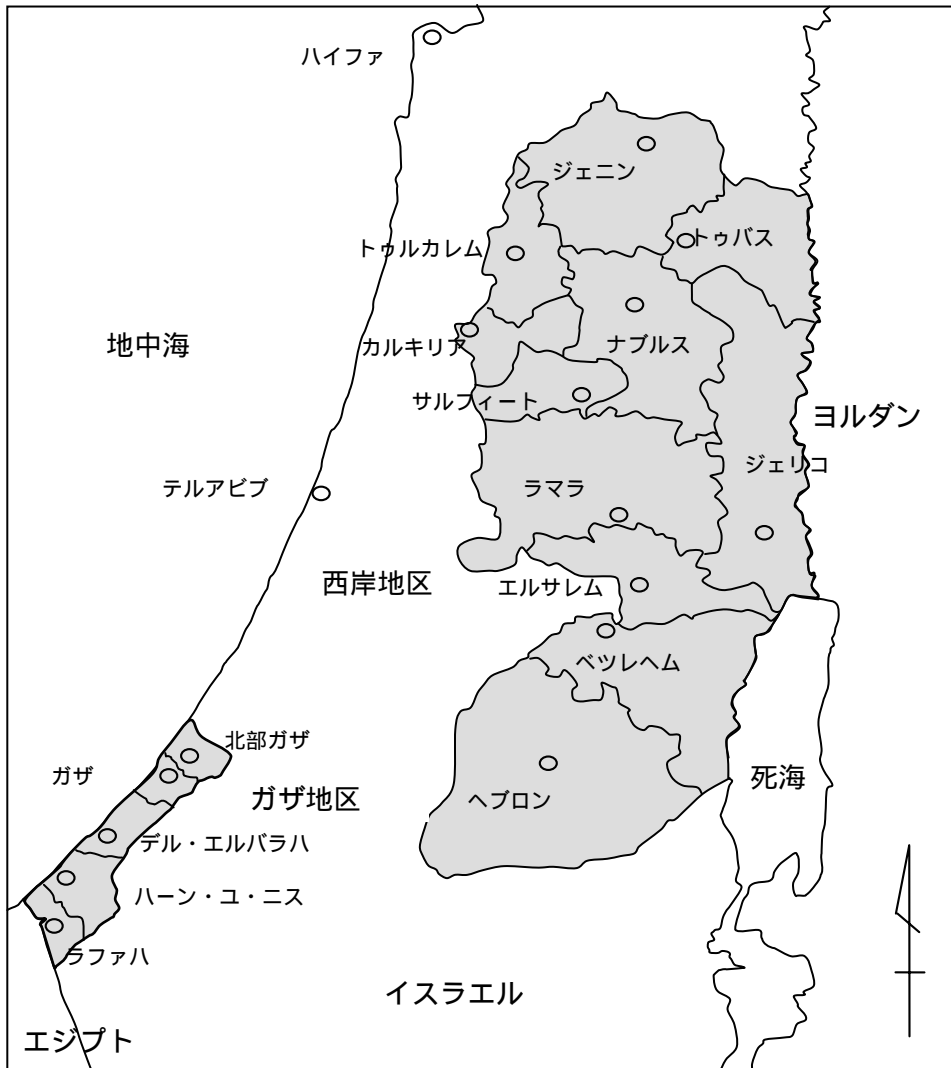 ハイファ
ジェニン
トゥバス
トゥルカレム
地中海
カルキリア
ナブルス
サルフィート
ヨルダン
ジェリコ
テルアビブ
ラマラ
西岸地区
エルサレム
ベツレヘム
北部ガザ
ガザ
死海
ガザ地区
ヘブロン
デル・エルバラハ
ハーン・ユ・ニス
ラファハ
イスラエル
エジプト